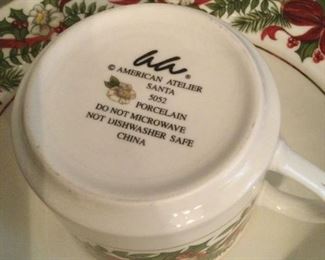 aa ®
© AMERICAN ATELIER
SANTA
5052
PORCELAIN
DO NOT MICROWAVE
NOT DISHWASHER SAFE
CHINA